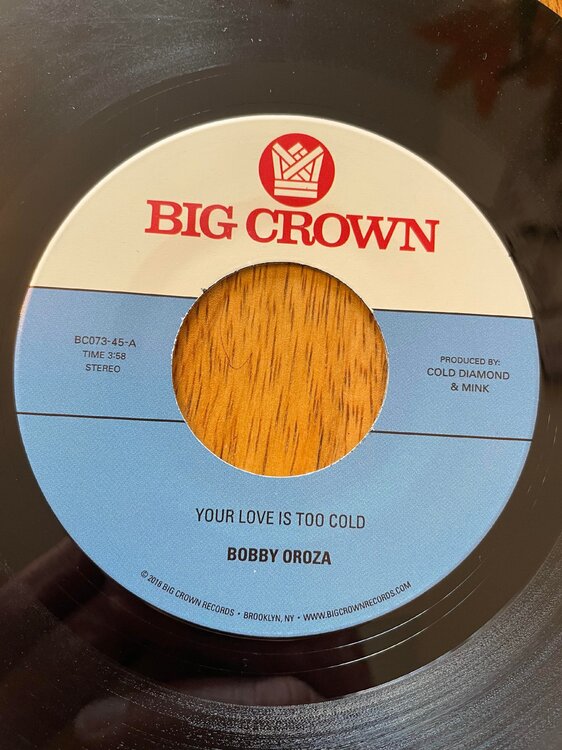 BIG CROWN
BC073-45-A
TIME 3:58
STEREO
PRODUCED BY:
COLD DIAMOND
& MINK
YOUR LOVE IS TOO COLD
BOBBY OROZA
© 2018 BIG CROWN RECORDS • BROOKLYN, NY • WWW.BIGCROWNRECORDS.COM